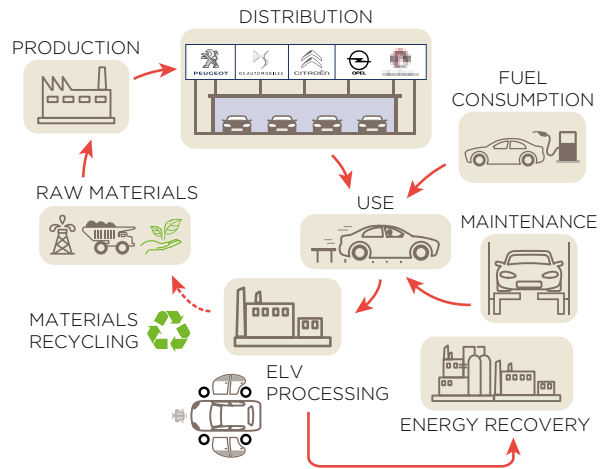 DISTRIBUTION
PRODUCTION
PEUGEOT
DS AUTOMOBILES
CITROËN
OPEL
FUEL
CONSUMPTION
RAW MATERIALS
USE
MAINTENANCE
MATERIALS
RECYCLING
ELV
PROCESSING
ENERGY RECOVERY